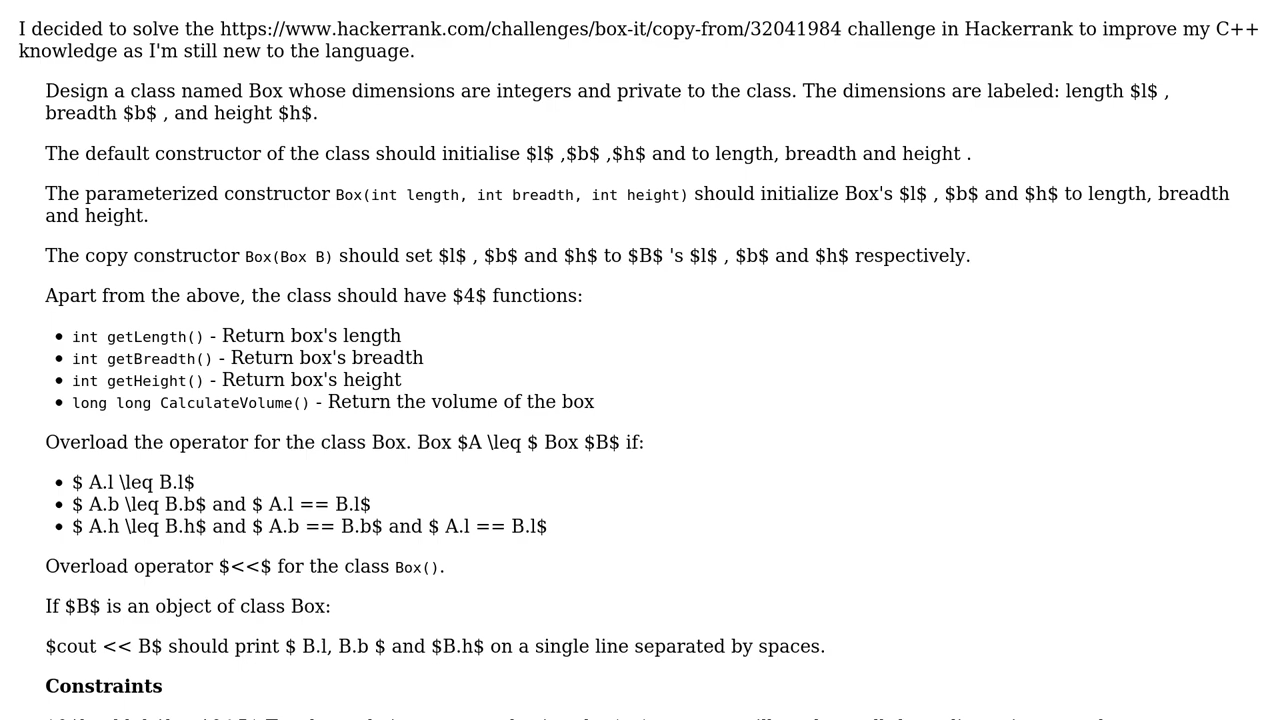 I decided to solve the https://www.hackerrank.com/challenges/box-it/copy-from/32041984 challenge in Hackerrank to improve my C++
knowledge as I'm still new to the language.
Design a class named Box whose dimensions are integers and private to the class. The dimensions are labeled: length $l$ ,
breadth $b$ , and height $h$.
The default constructor of the class should initialise $l$ ,$b$ ,$h$ and to length, breadth and height .
The parameterized constructor Box(int length, int breadth, int height) should initialize Box's $l$ , $b$ and $h$ to length, breadth
and height.
The copy constructor Box(Box B) should set $l$ , $b$ and $h$ to $B$ 's $l$ , $b$ and $h$ respectively.
Apart from the above, the class should have $4$ functions:
• int getLength() - Return box's length
• int getBreadth() - Return box's breadth
• int getHeight() - Return box's height
• long long CalculateVolume() - Return the volume of the box
Overload the operator for the class Box. Box $A \leq $ Box $B$ if:
• $ A.l \leq B.l$
• $ A.b \leq B.b$ and $ A.l == B.l$
• $ A.h \leq B.h$ and $ A.b == B.b$ and $ A.l == B.l$
Overload operator $<<$ for the class Box().
If $B$ is an object of class Box:
$cout << B$ should print $ B.l, B.b $ and $B.h$ on a single line separated by spaces.
Constraints